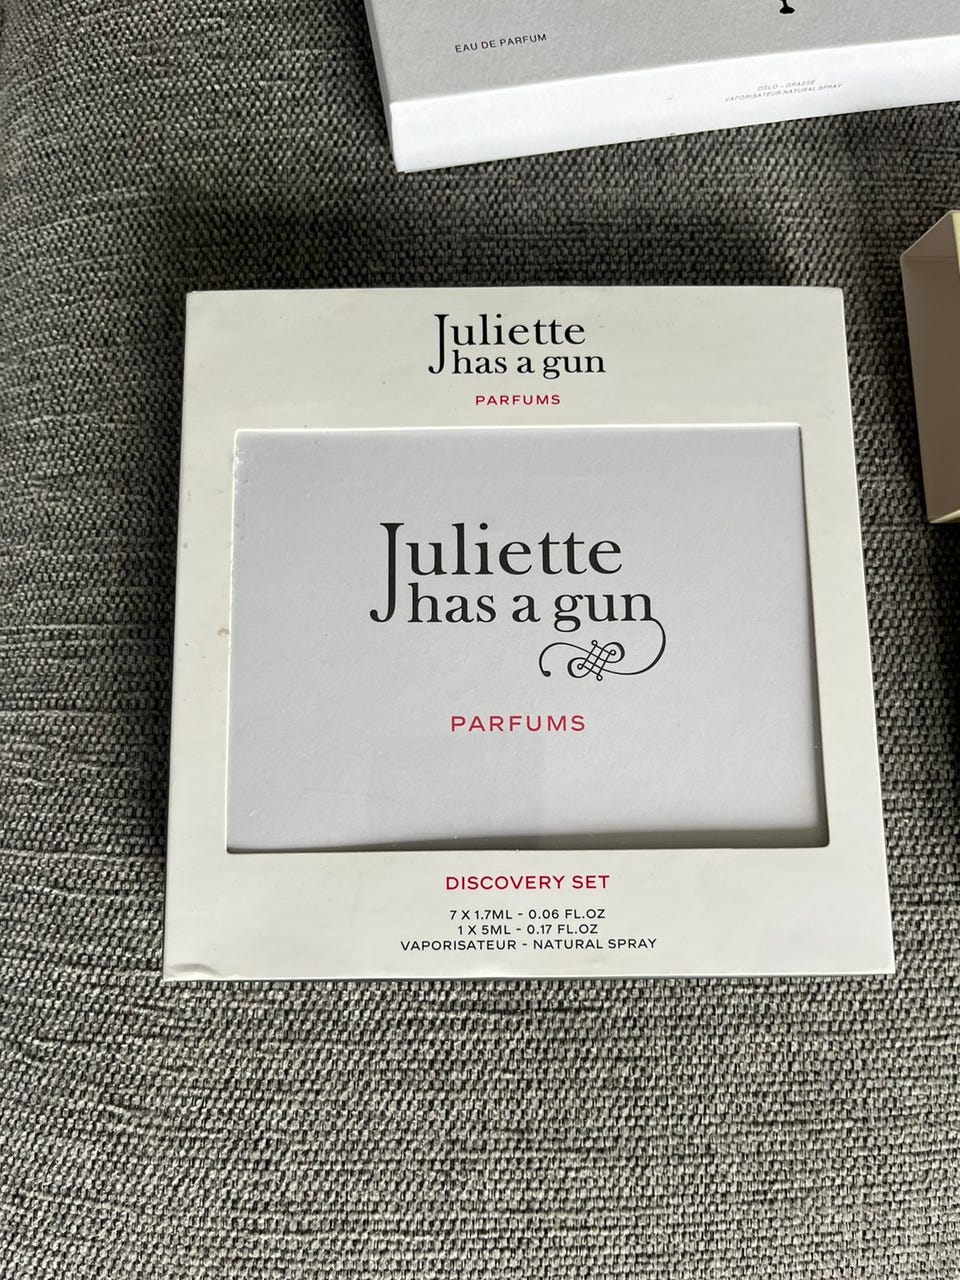 EAU DE PARFUM
OSLO - GRASSE
VAPORISATEUR NATURAL SPRAY
Juliette
has a gun
PARFUMS
Juliette
has a gun
PARFUMS
DISCOVERY SET
7 X 1.7ML - 0.06 FL.OZ
1 X 5ML - 0.17 FL.OZ
VAPORISATEUR - NATURAL SPRAY